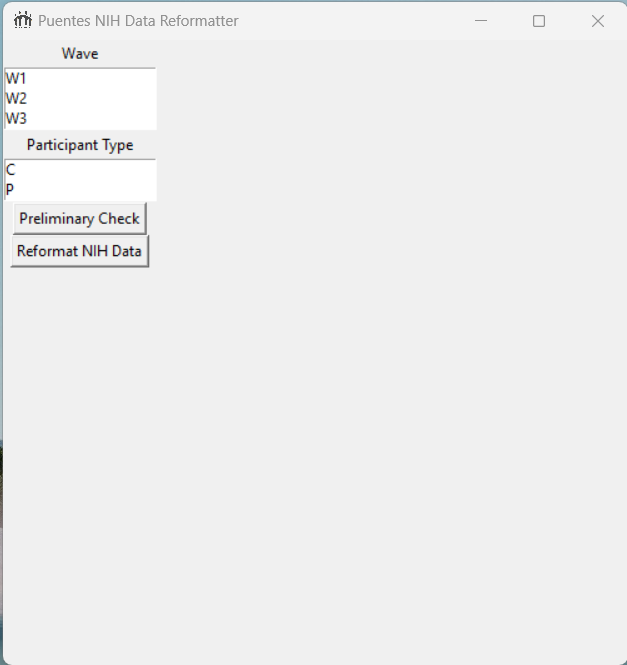 Puentes NIH Data Reformatter
Wave
W1
W2
W3
Participant Type
C
P
Preliminary Check
Reformat NIH Data